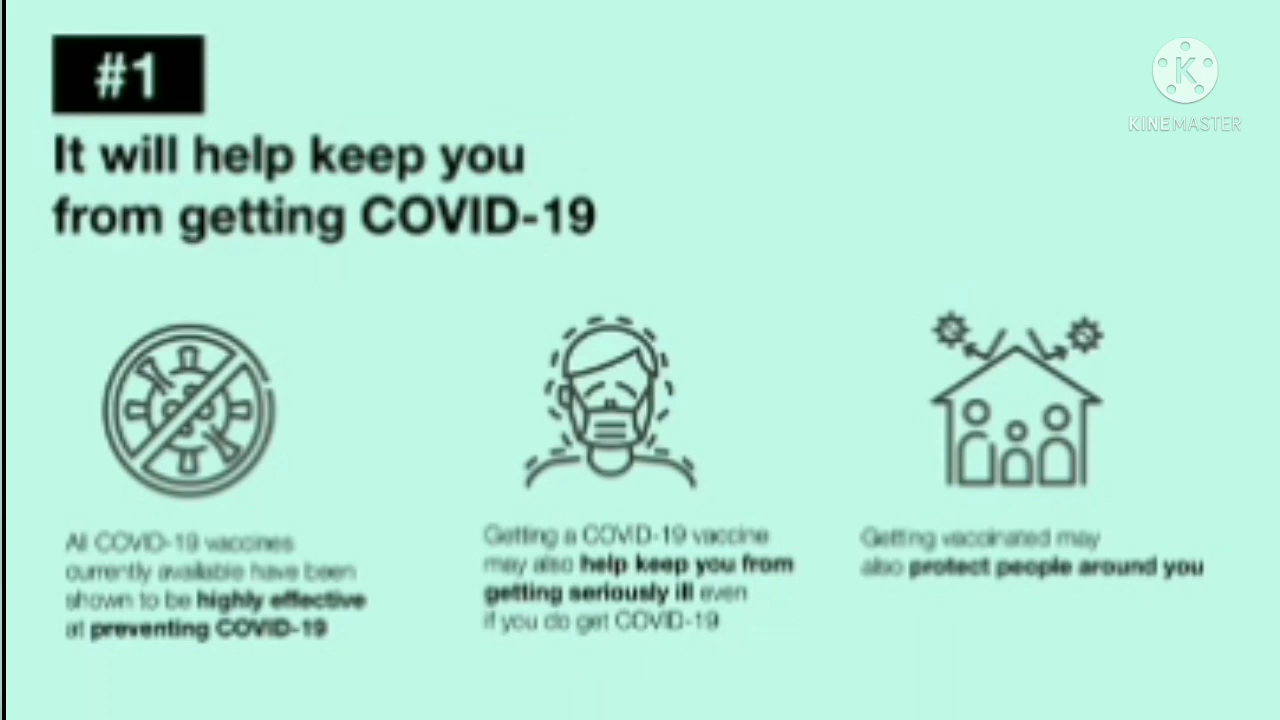 #1
K
KINEMASTER
It will help keep you
from getting COVID-19
All COVID-19 vaccines
currently available have been
shown to be highly effective
at preventing COVID-19
Getting a COVID-19 vaccine
may also help keep you from
getting seriously ill even
if you do get COVID-19
Getting vaccinated may
also protect people around you